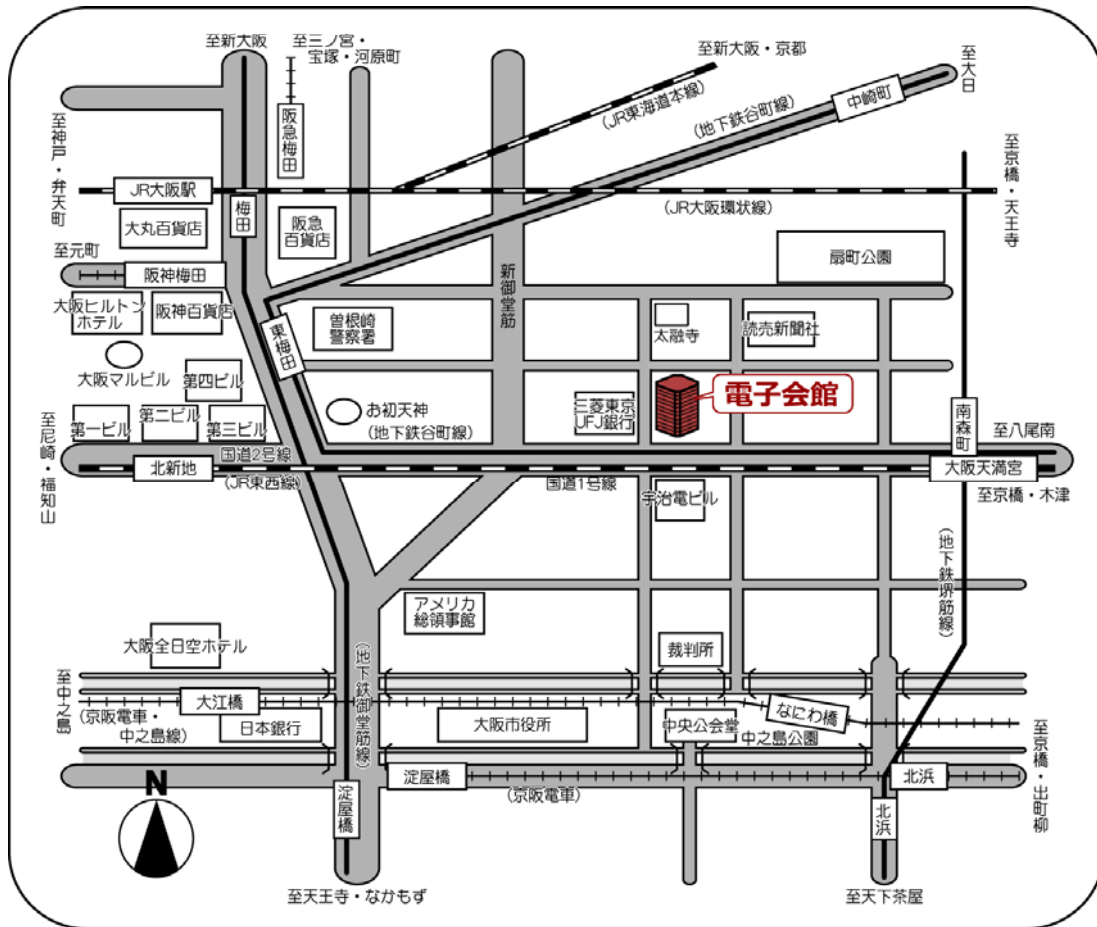 至新大阪
至三ノ宮・
宝塚・河原町
至新大阪・京都
至大日
(JR東海道本線)
(地下鉄谷町線)
中崎町
阪急梅田
至神戸・弁天町
至京橋・天王寺
JR大阪駅
梅田
(JR大阪環状線)
大丸百貨店
阪急
百貨店
至元町
阪神梅田
新御堂筋
扇町公園
大阪ヒルトン
ホテル
阪神百貨店
東梅田
曽根崎
警察署
太融寺
読売新聞社
大阪マルビル
第四ビル
電子会館
お初天神
三菱東京
UFJ銀行
第一ビル
第二ビル
第三ビル
(地下鉄谷町線)
南森町
至八尾南
至尼崎・福知山
国道2号線
北新地
(JR東西線)
国道1号線
大阪天満宮
至京橋・木津
宇治電ビル
(地下鉄堺筋線)
アメリカ
総領事館
大阪全日空ホテル
裁判所
(地下鉄御堂筋線)
至中之島
大江橋
なにわ橋
(京阪電車・
中之島線)
日本銀行
大阪市役所
中央公会堂
中之島公園
至京橋・出町柳
N
淀屋橋
淀屋橋
(京阪電車)
北浜
北浜
至天王寺・なかもず
至天下茶屋